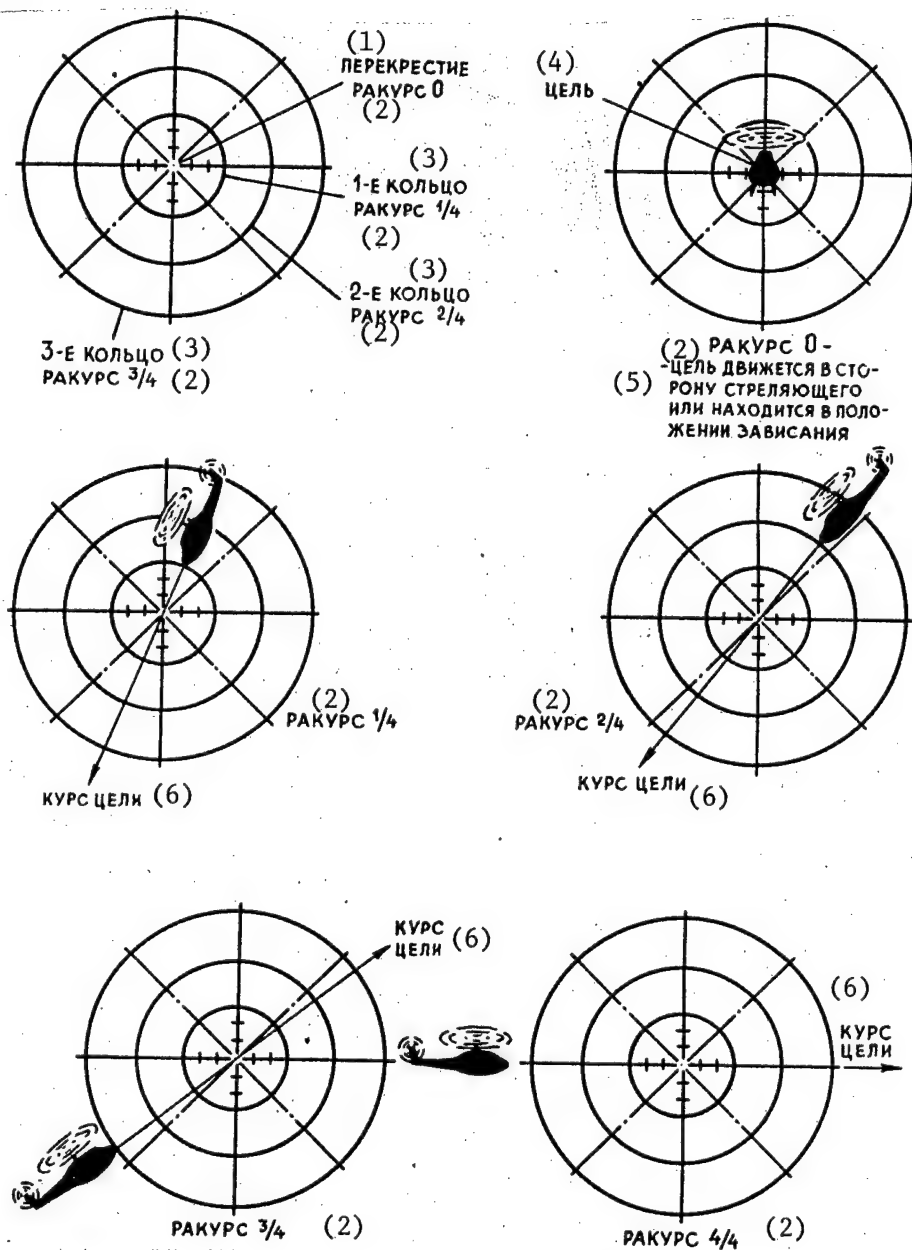 (1)
ПЕРЕКРЕСТИЕ
РАКУРС 0
(2)
(3)
1-Е КОЛЬЦО
РАКУРС 1/4
(2)
(3)
2-Е КОЛЬЦО
РАКУРС 2/4
(2)
3-Е КОЛЬЦО (3)
РАКУРС 3/4 (2)
(4)
ЦЕЛЬ
(2) РАКУРС 0-
(5) -ЦЕЛЬ ДВИЖЕТСЯ В СТО-
РОНУ СТРЕЛЯЮЩЕГО
ИЛИ НАХОДИТСЯ В ПОЛО-
ЖЕНИИ ЗАВИСАНИЯ
(2)
РАКУРС 1/4
КУРС ЦЕЛИ (6)
(2)
РАКУРС 2/4
КУРС ЦЕЛИ (6)
КУРС
ЦЕЛИ (6)
РАКУРС 3/4 (2)
(6)
КУРС
ЦЕЛИ
РАКУРС 4/4 (2)